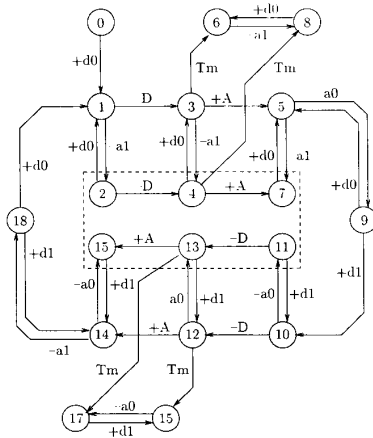 +d0
0 6 8
a1
+d0 Tm Tm
1 D 3 +A 5 a0
+d0 a1 +d0 -a1 +d0 a1
+d0 +d0
2 -D 4 +A 7
18 9
15 +A 13 -D 11
+d1 +d1
-a0 +d1 a0 +d1 -a0 +d1
14 +A 12 -D 10
-a1
Tm Tm
-a0
17 15
+d1